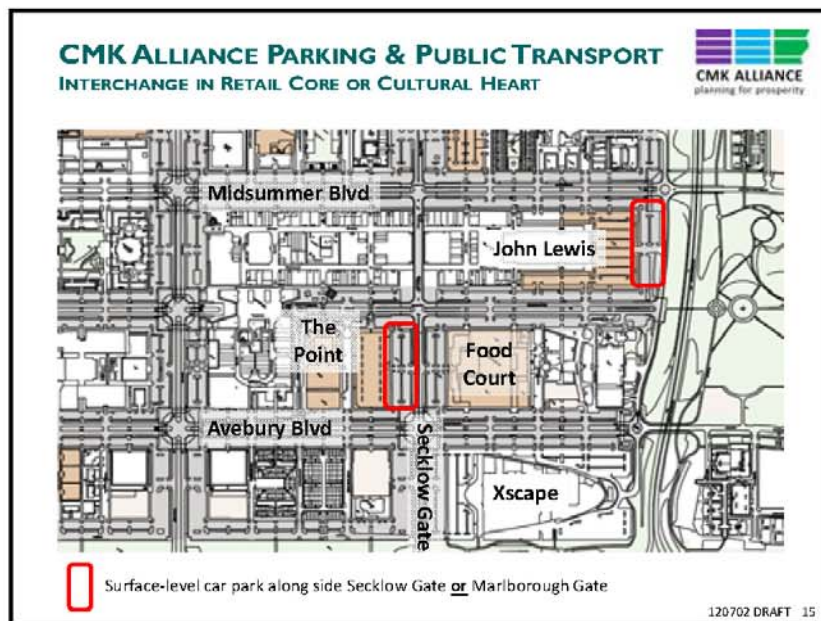 CMK ALLIANCE PARKING & PUBLIC TRANSPORT
INTERCHANGE IN RETAIL CORE OR CULTURAL HEART
CMK ALLIANCE
planning for prosperity
Midsummer Blvd
John Lewis
The
Point
Food
Court
Avebury Blvd
Secklow Gate
Xscape
Surface-level car park along side Secklow Gate or Marlborough Gate
120702 DRAFT 15